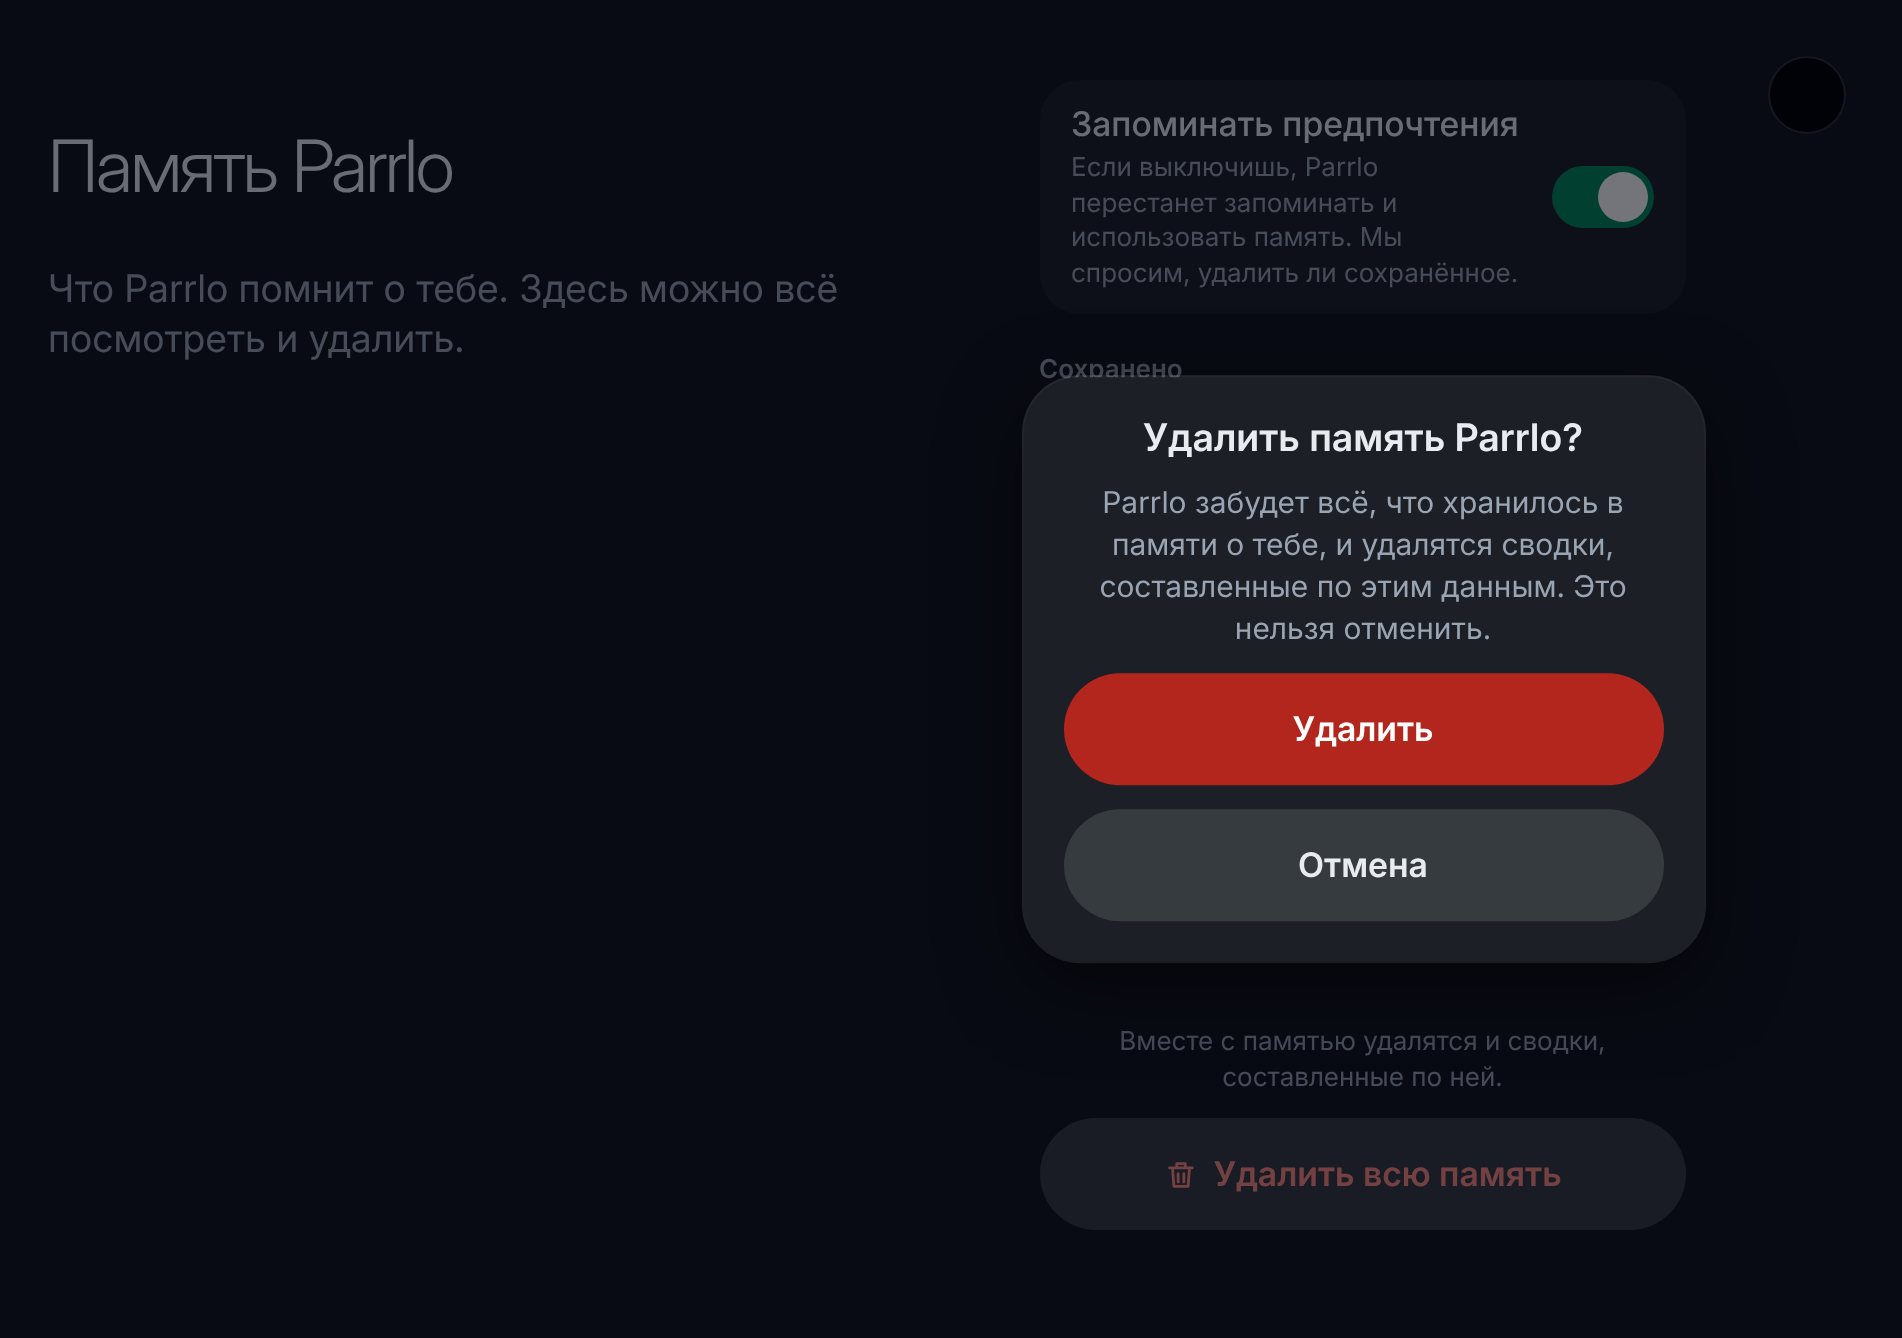 Память Parrlo
Что Parrlo помнит о тебе. Здесь можно всё
посмотреть и удалить.
Запоминать предпочтения
Если выключишь, Parrlo
перестанет запоминать и
использовать память. Мы
спросим, удалить ли сохранённое.
Сохранено
Удалить память Parrlo?
Parrlo забудет всё, что хранилось в
памяти о тебе, и удалятся сводки,
составленные по этим данным. Это
нельзя отменить.
Удалить
Отмена
Вместе с памятью удалятся и сводки,
составленные по ней.
Удалить всю память